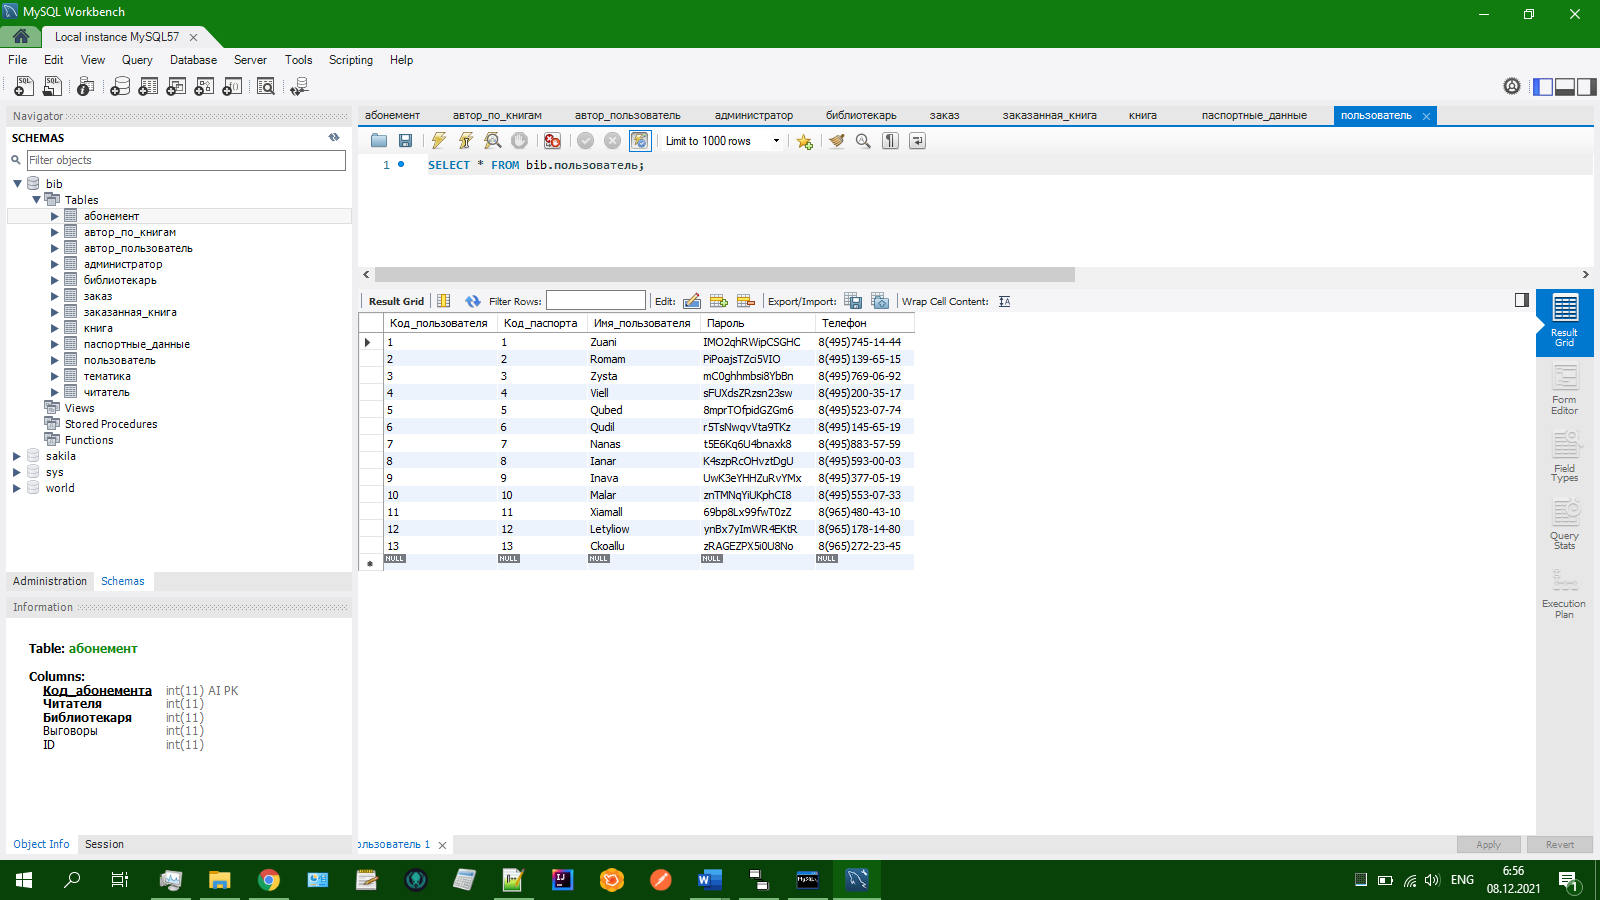 MySQL Workbench
Local instance MySQL57
File Edit View Query Database Server Tools Scripting Help
Navigator
SCHEMAS
Filter objects
bib
Tables
абонемент
автор_по_книгам
автор_пользователь
администратор
библиотекарь
заказ
заказанная_книга
книга
паспортные_данные
пользователь
тематика
читатель
Views
Stored Procedures
Functions
sakila
sys
world
Administration Schemas
Information
Table: абонемент
Columns:
Код_абонемента int(11) AI PK
Читателя int(11)
Библиотекаря int(11)
Выговоры int(11)
ID int(11)
Object Info Session
абонемент автор_по_книгам автор_пользователь администратор библиотекарь заказ заказанная_книга книга паспортные_данные пользователь
Limit to 1000 rows
1 SELECT * FROM bib.пользователь;
Result Grid Filter Rows: Edit: Export/Import: Wrap Cell Content:
Код_пользователя Код_паспорта Имя_пользователя Пароль Телефон
1 1 Zuani IMO2qhRWipCSGHC 8(495)745-14-44
2 2 Romam PiPoajsTZci5VIO 8(495)139-65-15
3 3 Zysta mC0ghhmbsi8YbBn 8(495)769-06-92
4 4 Viell sFUXdsZRzsn23sw 8(495)200-35-17
5 5 Qubed 8mprTOfpidGZGm6 8(495)523-07-74
6 6 Qudil r5TsNwqvVta9TKz 8(495)145-65-19
7 7 Nanas t5E6Kq6U4bnaxk8 8(495)883-57-59
8 8 Ianar K4szpRcOHvztDgU 8(495)593-00-03
9 9 Inava UwK3eYHHZuRvYMx 8(495)377-05-19
10 10 Malar znTMNqYiUKphCI8 8(495)553-07-33
11 11 Xiamall 69bp8Lx99fwT0zZ 8(965)480-43-10
12 12 Letyliow ynBx7yImWR4EKtR 8(965)178-14-80
13 13 Ckoallu zRAGEZPX5i0U8No 8(965)272-23-45
NULL NULL NULL NULL NULL
Result
Grid
Form
Editor
Field
Types
Query
Stats
Execution
Plan
ользователь 1
Apply Revert
ENG
6:56
08.12.2021
1